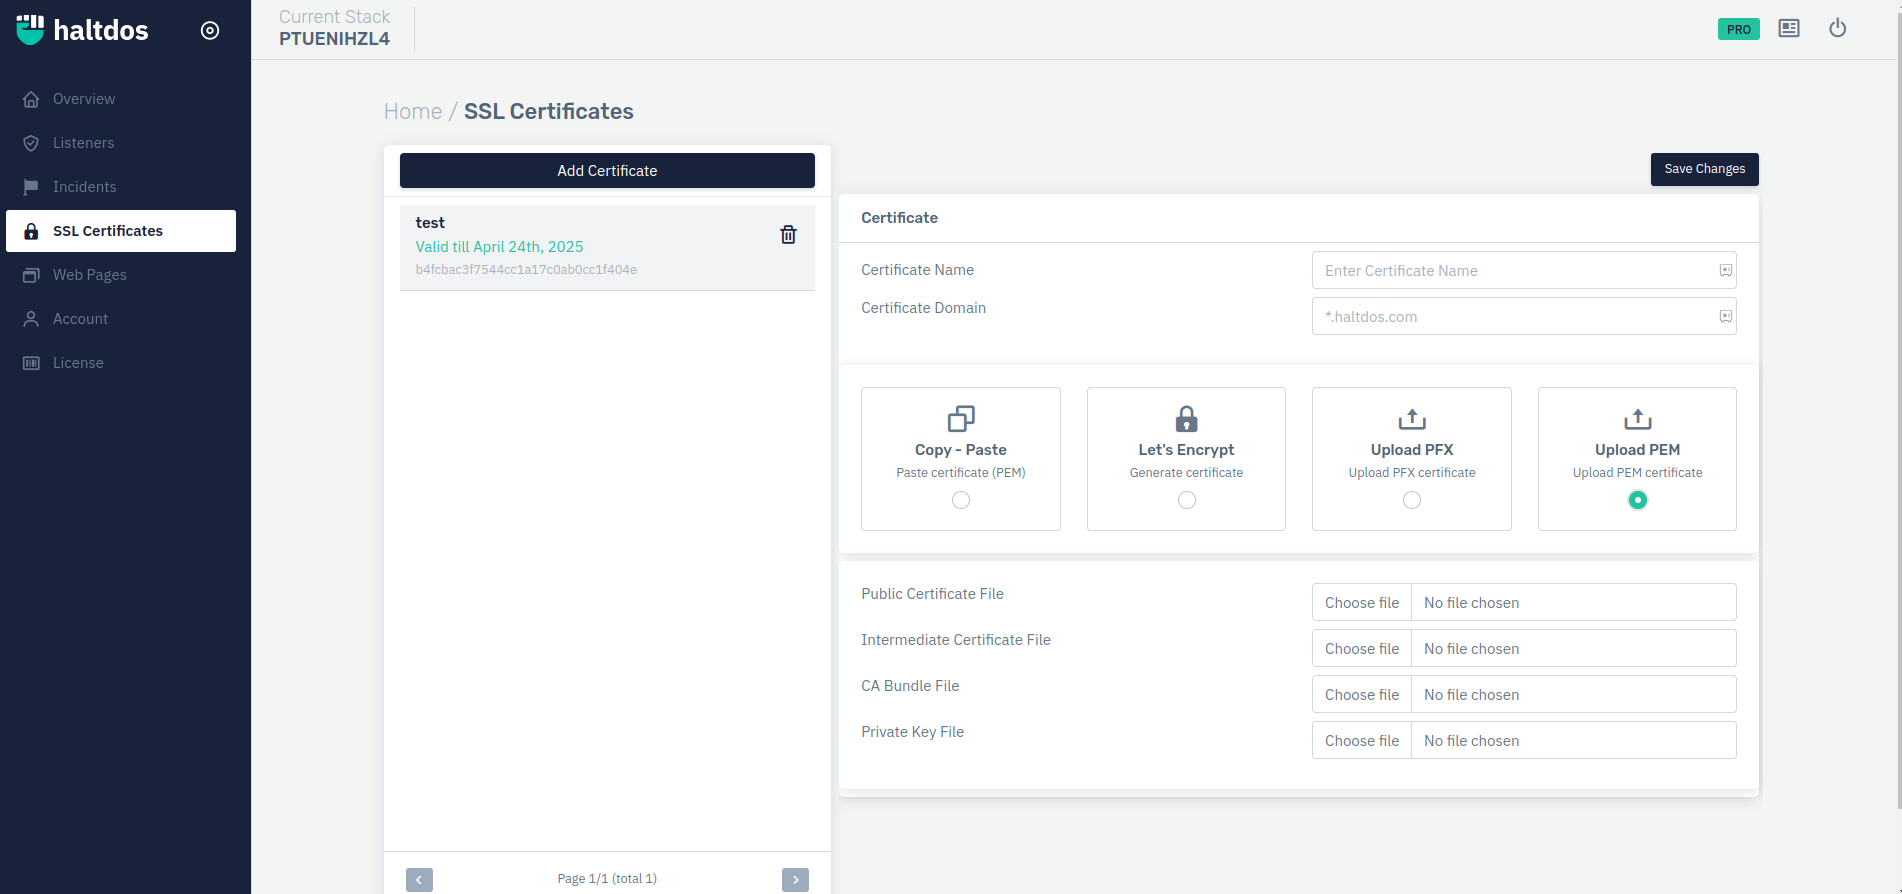 haltdos
Overview
Listeners
Incidents
SSL Certificates
Web Pages
Account
License
Current Stack
PTUENIHZL4
PRO
Home / SSL Certificates
Add Certificate
test
Valid till April 24th, 2025
b4fcbac3f7544cc1a17c0ab0cc1f404e
Page 1/1 (total 1)
Save Changes
Certificate
Certificate Name
Enter Certificate Name
Certificate Domain
*.haltdos.com
Copy - Paste
Paste certificate (PEM)
Let's Encrypt
Generate certificate
Upload PFX
Upload PFX certificate
Upload PEM
Upload PEM certificate
Public Certificate File
Choose file No file chosen
Intermediate Certificate File
Choose file No file chosen
CA Bundle File
Choose file No file chosen
Private Key File
Choose file No file chosen